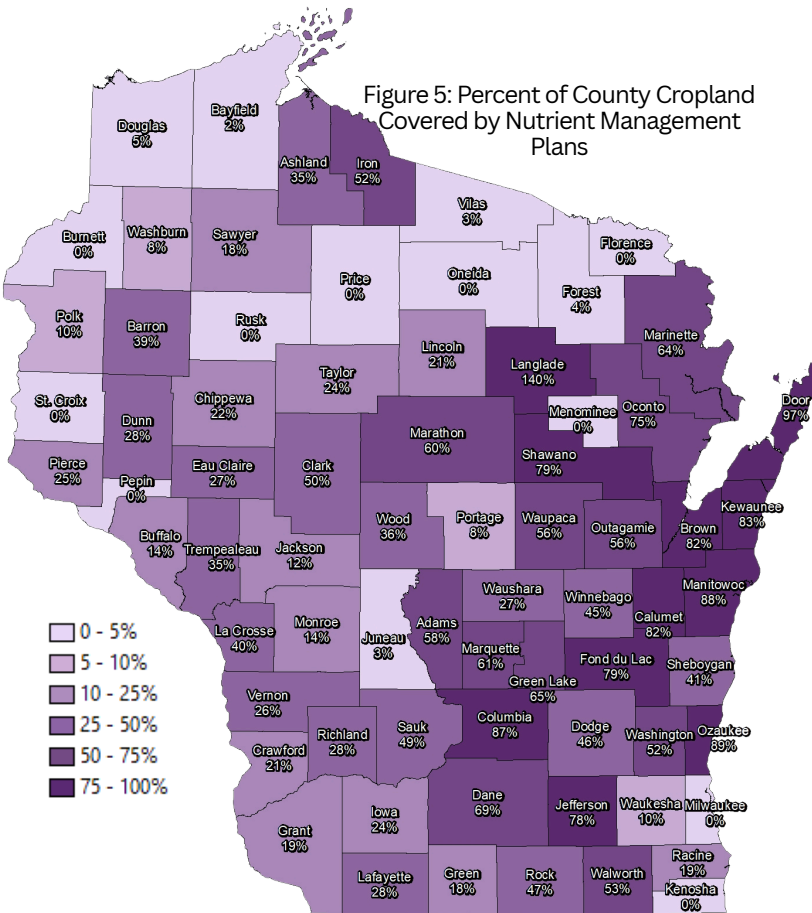 Figure 5: Percent of County Cropland
Covered by Nutrient Management
Plans
Bayfield
2%
Douglas
5%
Ashland
35%
Iron
52%
Vilas
3%
Burnett
0%
Washburn
8%
Sawyer
18%
Florence
0%
Price
0%
Oneida
0%
Forest
4%
Polk
10%
Barron
39%
Rusk
0%
Marinette
64%
Lincoln
21%
Langlade
140%
Taylor
24%
St. Croix
0%
Chippewa
22%
Dunn
28%
Menominee
0%
Oconto
75%
Door
97%
Marathon
60%
Shawano
79%
Pierce
25%
Eau Claire
27%
Clark
50%
Pepin
0%
Wood
36%
Portage
8%
Waupaca
56%
Outagamie
56%
Brown
82%
Kewaunee
83%
Buffalo
14%
Trempealeau
35%
Jackson
12%
Manitowoc
88%
Waushara
27%
Winnebago
45%
Calumet
82%
La Crosse
40%
Monroe
14%
Juneau
3%
Adams
58%
Marquette
61%
Fond du Lac
79%
Sheboygan
41%
Green Lake
65%
Vernon
26%
Richland
28%
Sauk
49%
Columbia
87%
Dodge
46%
Washington
52%
Ozaukee
89%
Crawford
21%
Dane
69%
Jefferson
78%
Waukesha
10%
Milwaukee
0%
Iowa
24%
Grant
19%
Lafayette
28%
Green
18%
Rock
47%
Walworth
53%
Racine
19%
Kenosha
0%
0 - 5%
5 - 10%
10 - 25%
25 - 50%
50 - 75%
75 - 100%